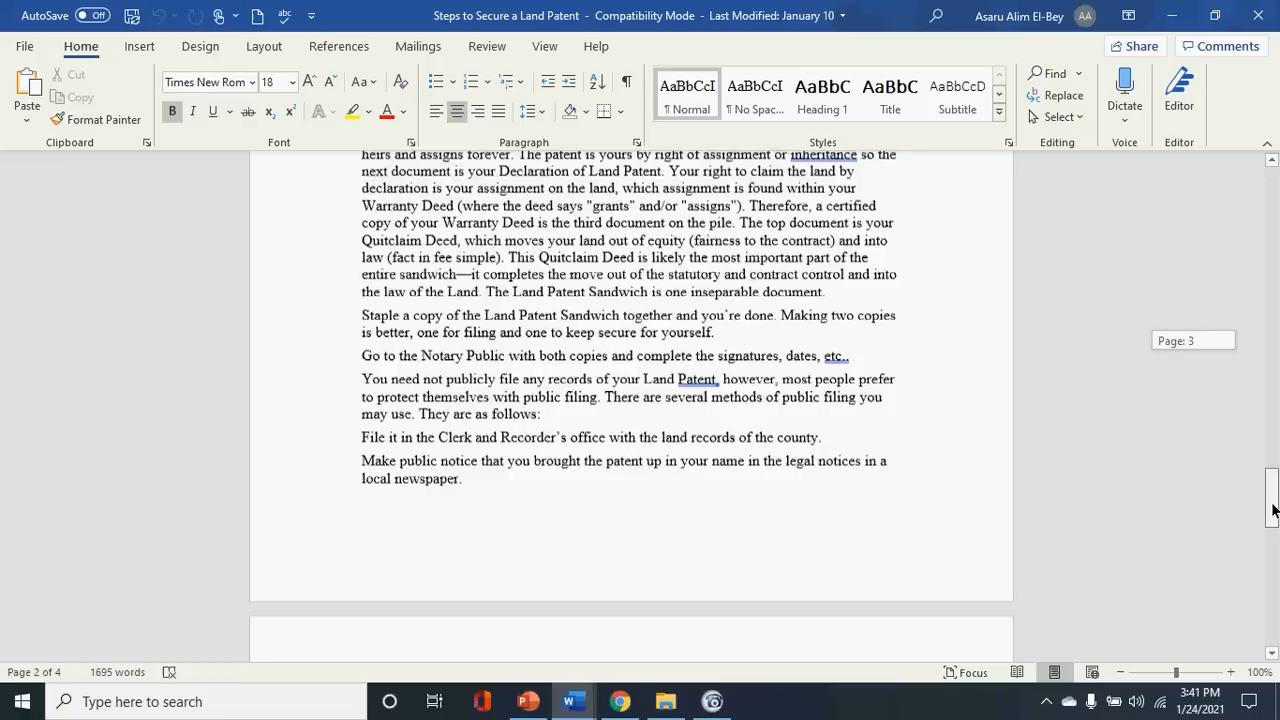 AutoSave Off
Steps to Secure a Land Patent - Compatibility Mode - Last Modified: January 10
Asaru Alim El-Bey AA
File Home Insert Design Layout References Mailings Review View Help Share Comments
Paste
Cut
Copy
Format Painter
Clipboard
Times New Rom 18
Font
Paragraph
AaBbCcI AaBbCcI AaBbC AaBbC AaBbCcD
¶ Normal ¶ No Spac... Heading 1 Title Subtitle
Styles
Find
Replace
Select
Editing
Dictate
Voice
Editor
Editor
heirs and assigns forever. The patent is yours by right of assignment or inheritance so the
next document is your Declaration of Land Patent. Your right to claim the land by
declaration is your assignment on the land, which assignment is found within your
Warranty Deed (where the deed says "grants" and/or "assigns"). Therefore, a certified
copy of your Warranty Deed is the third document on the pile. The top document is your
Quitclaim Deed, which moves your land out of equity (fairness to the contract) and into
law (fact in fee simple). This Quitclaim Deed is likely the most important part of the
entire sandwich—it completes the move out of the statutory and contract control and into
the law of the Land. The Land Patent Sandwich is one inseparable document.
Staple a copy of the Land Patent Sandwich together and you`re done. Making two copies
is better, one for filing and one to keep secure for yourself.
Go to the Notary Public with both copies and complete the signatures, dates, etc..
You need not publicly file any records of your Land Patent, however, most people prefer
to protect themselves with public filing. There are several methods of public filing you
may use. They are as follows:
File it in the Clerk and Recorder’s office with the land records of the county.
Make public notice that you brought the patent up in your name in the legal notices in a
local newspaper.
Page: 3
Page 2 of 4 1695 words
Focus
100%
Type here to search
3:41 PM
1/24/2021